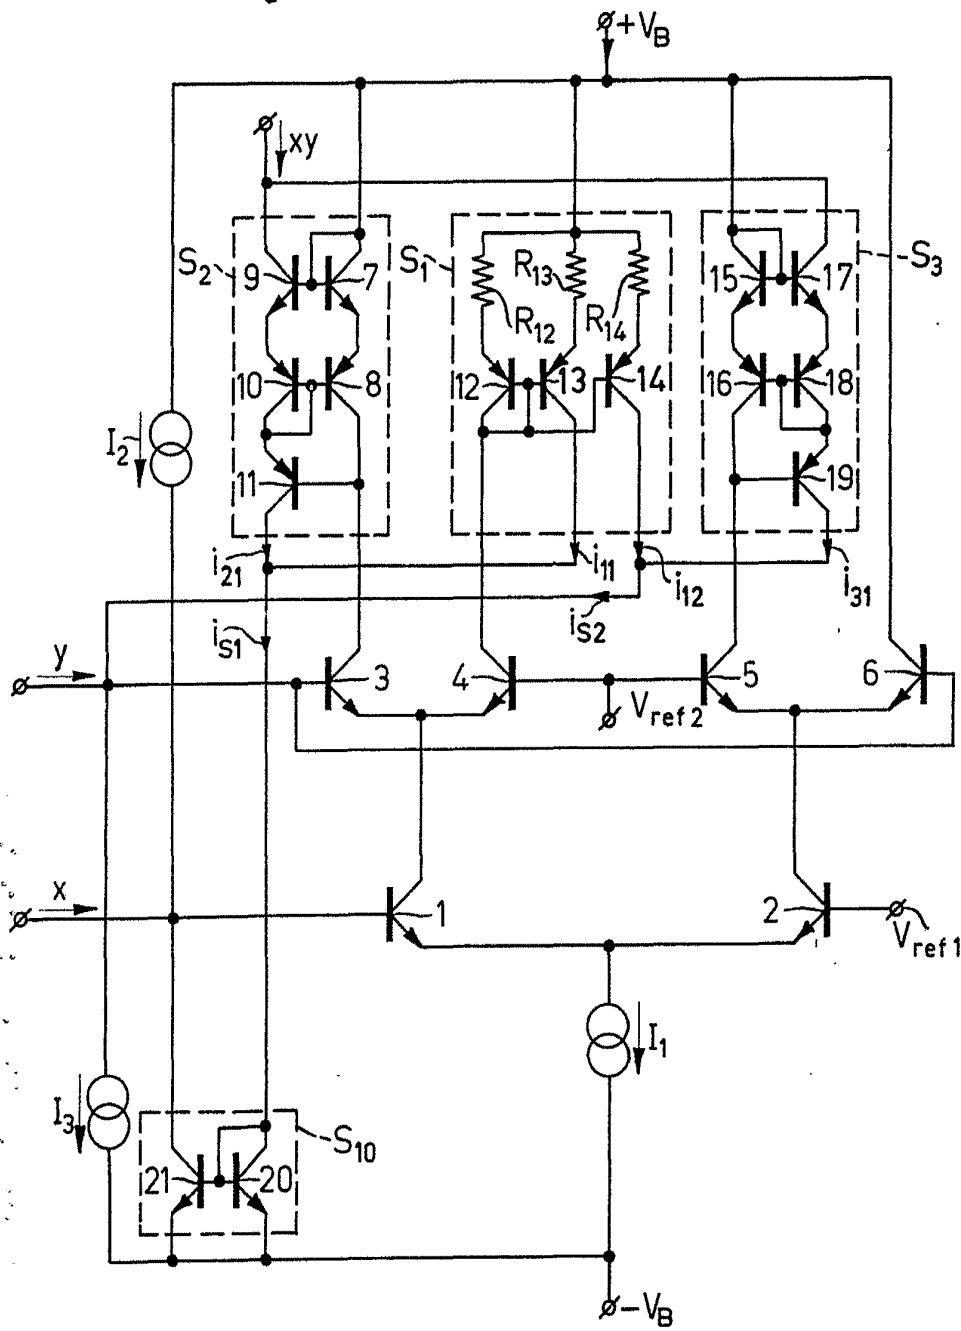 +V_B
xy
S_2 9 7
S_1 R_13
15 17 S_3
R_12 R_14
10 8 12 13 14 16 18
I_2
11 19
i_21 i_11 i_12 i_31
i_S1 i_S2
y 3 4 V_ref 2 5 6
x 1 2 V_ref 1
I_1
I_3 S_10
21 20
-V_B